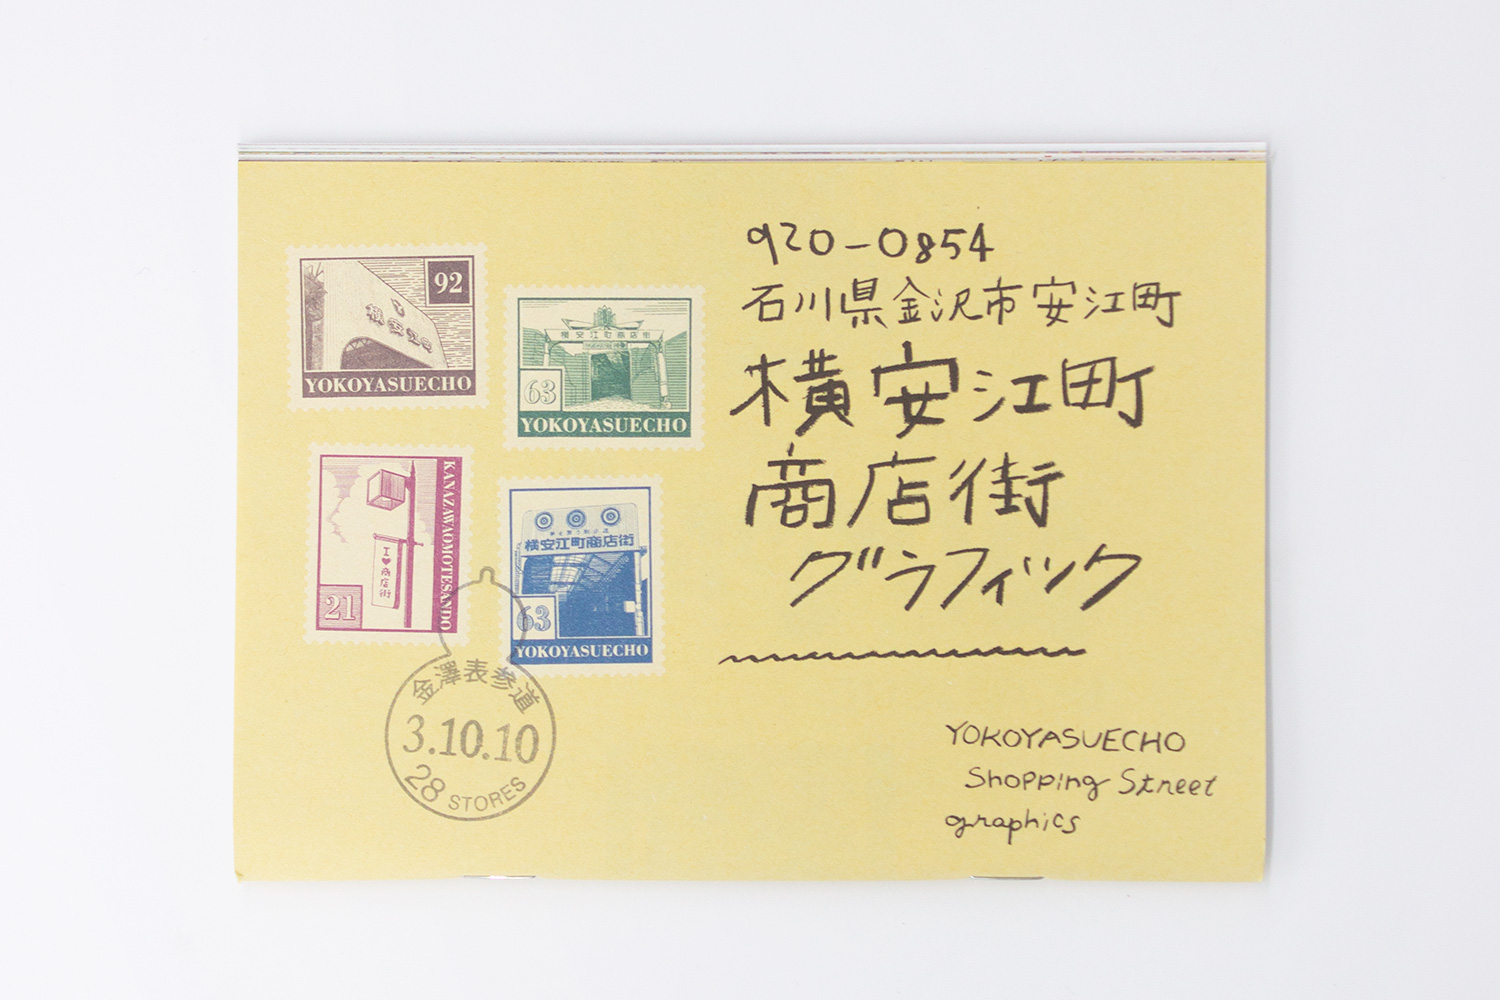 92
横安江町
YOKOYASUECHO
横安江町商店街
63
YOKOYASUECHO
KANAZAWAOMOTESANDO
I♥商店街
21
横安江町商店街
63
YOKOYASUECHO
金澤表参道
3.10.10
28 STORES
920-0854
石川県金沢市安江町
横安江町
商店街
グラフィック
YOKOYASUECHO
Shopping Street
graphics